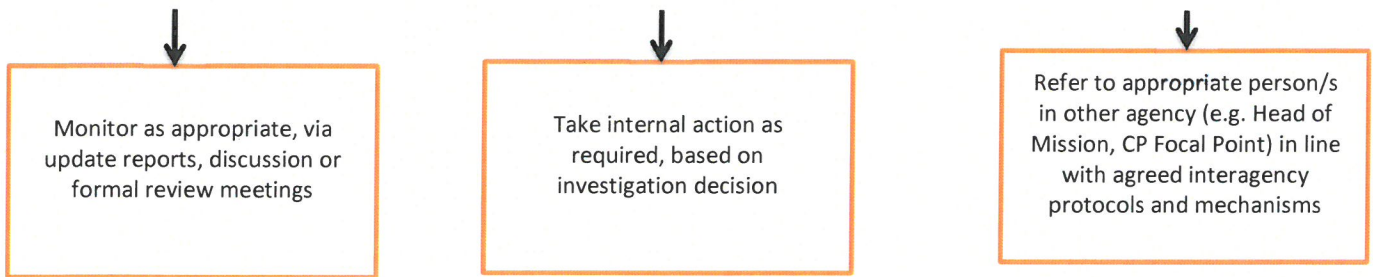 Monitor as appropriate, via
update reports, discussion or
formal review meetings
Take internal action as
required, based on
investigation decision
Refer to appropriate person/s
in other agency (e.g. Head of
Mission, CP Focal Point) in line
with agreed interagency
protocols and mechanisms